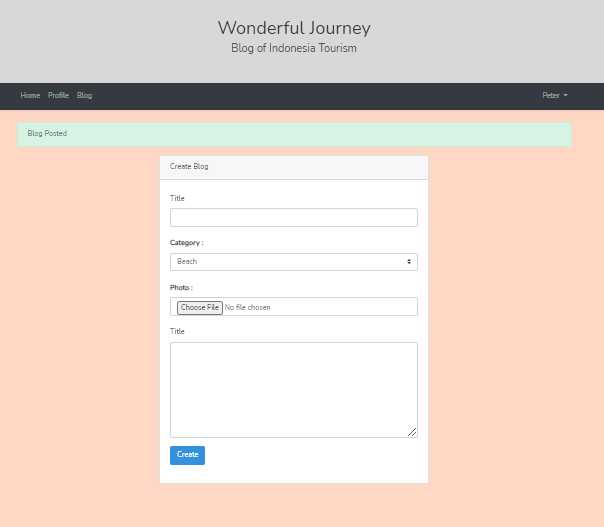 Wonderful Journey
Blog of Indonesia Tourism
Home Profile Blog Peter
Blog Posted
Create Blog
Title
Category :
Beach
Photo :
Choose File No file chosen
Title
Create